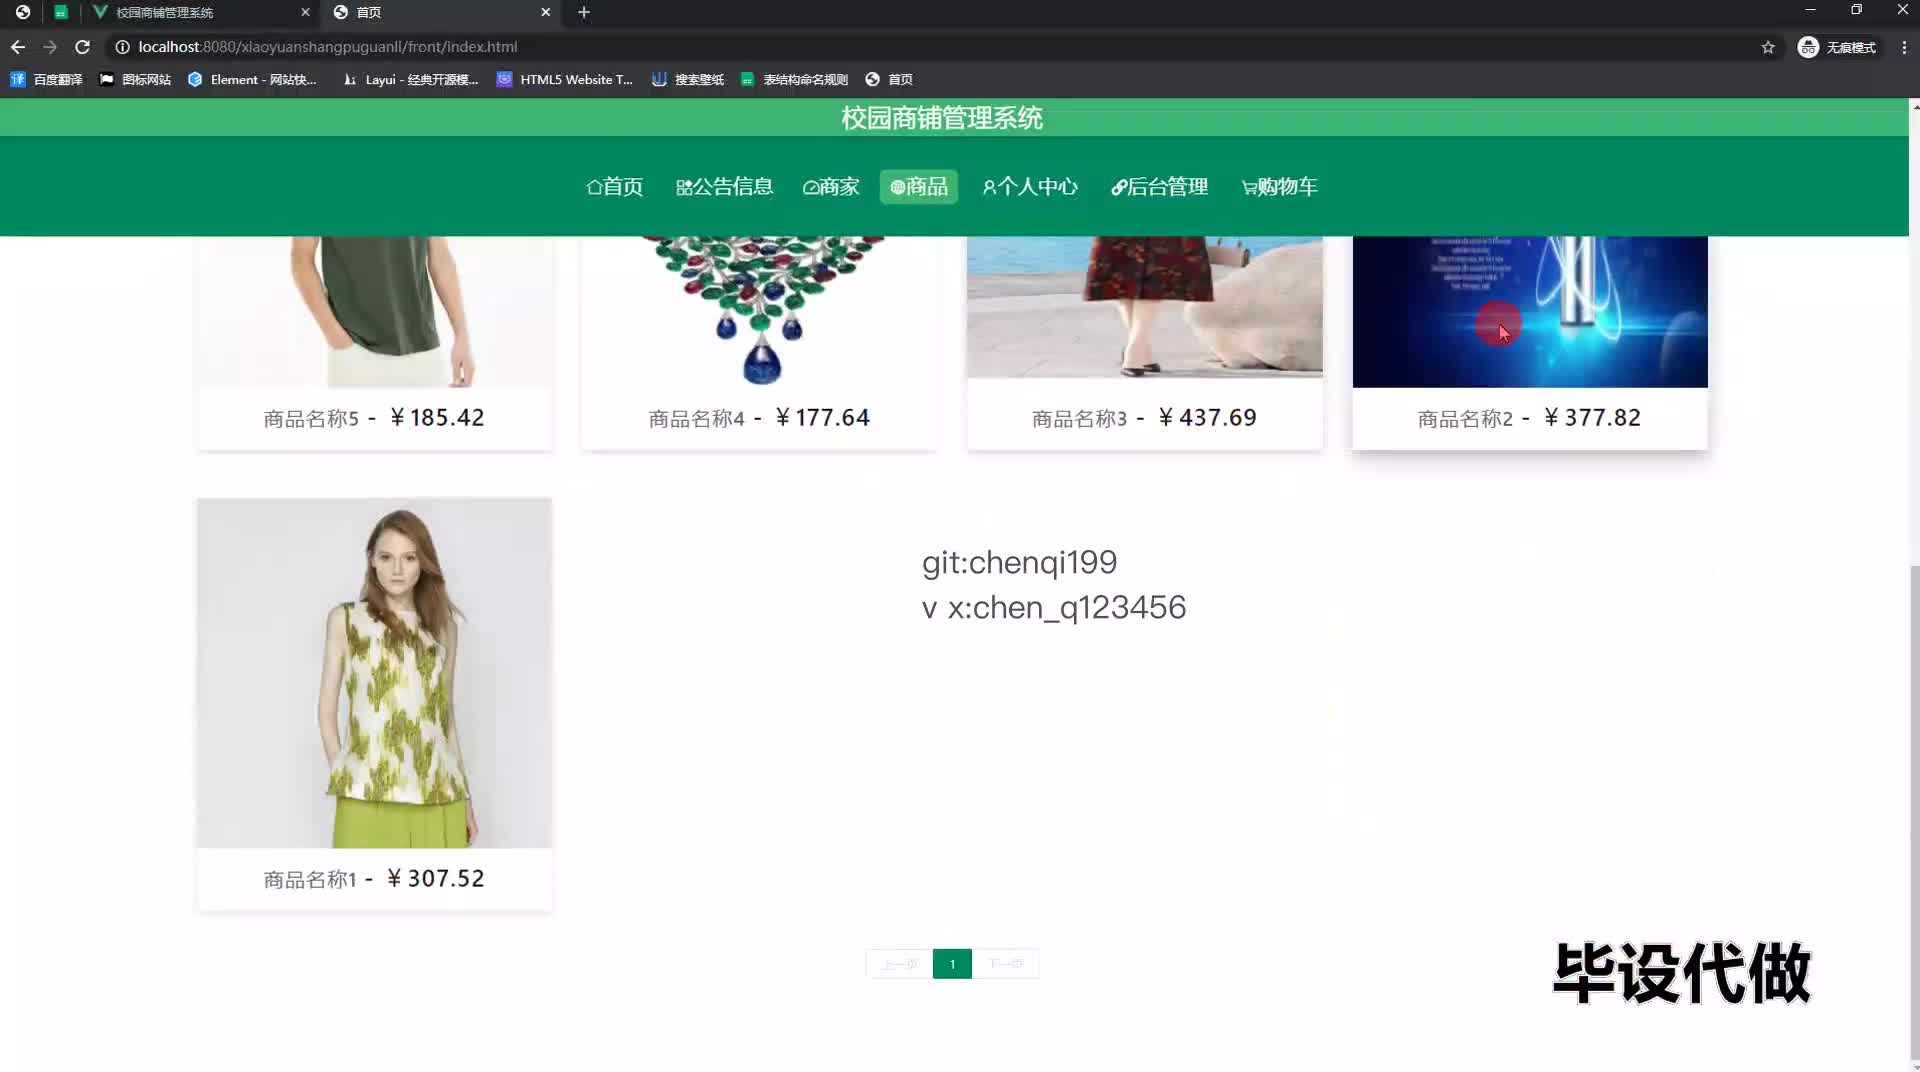 校园商铺管理系统
首页
localhost:8080/xiaoyuanshangpuguanli/front/index.html
无痕模式
百度翻译
图标网站
Element - 网站快...
Layui - 经典开源模...
HTML5 Website T...
搜索壁纸
表结构命名规则
首页
校园商铺管理系统
首页
公告信息
商家
商品
个人中心
后台管理
购物车
商品名称5 - ￥185.42
商品名称4 - ￥177.64
商品名称3 - ￥437.69
商品名称2 - ￥377.82
git:chenqi199
v x:chen_q123456
商品名称1 - ￥307.52
上一页
1
下一页
毕设代做